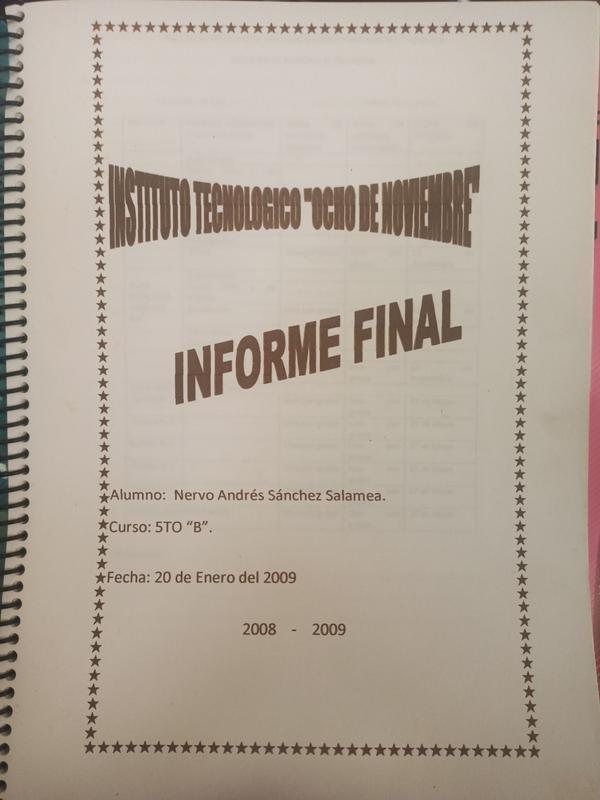 INSTITUTO TECNOLOGICO "OCHO DE NOVIEMBRE"
INFORME FINAL
Alumno: Nervo Andrés Sánchez Salamea.
Curso: 5TO “B”.
Fecha: 20 de Enero del 2009
2008 - 2009